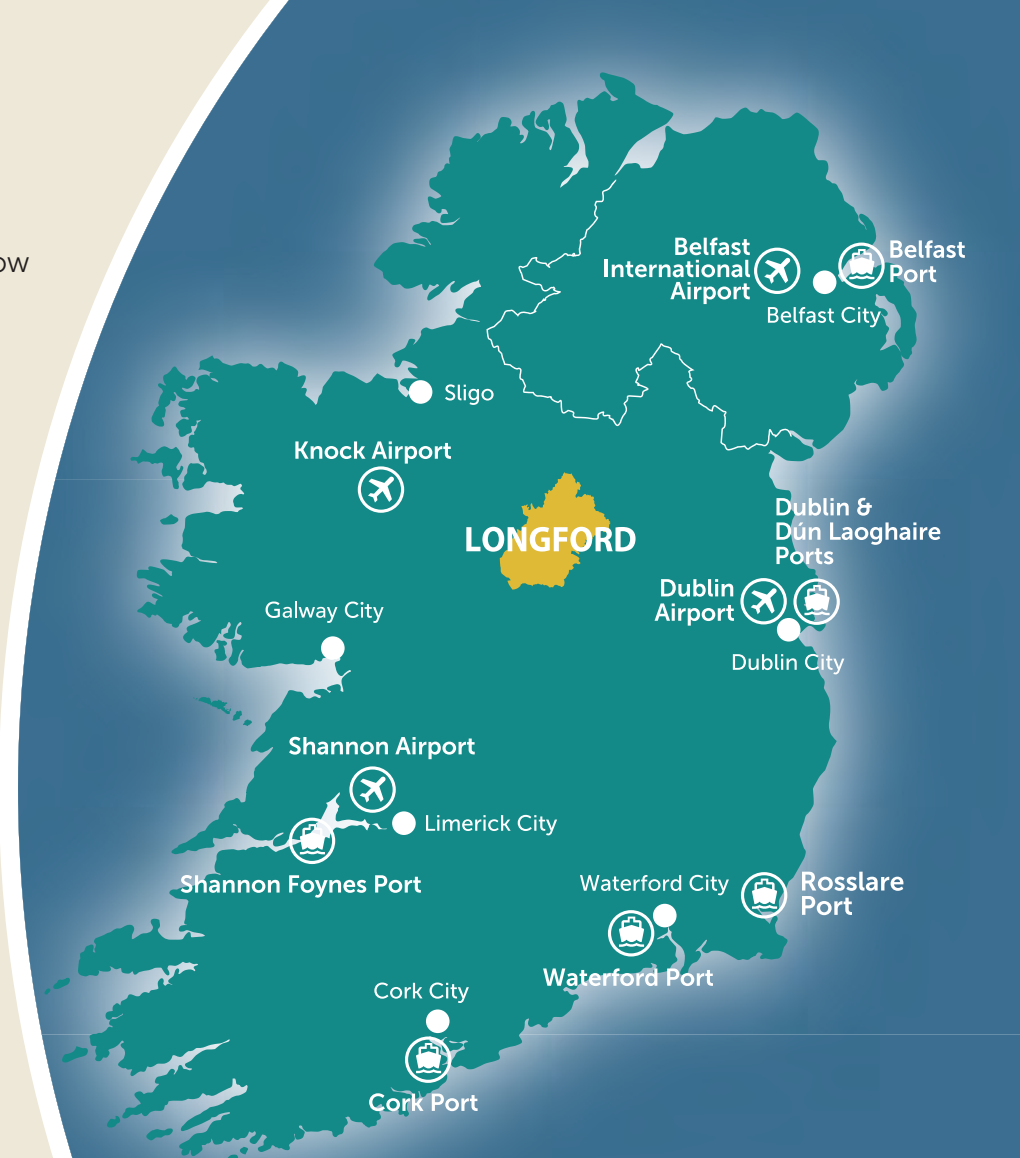 Belfast
International
Airport
Belfast
Port
Belfast City
Sligo
Knock Airport
LONGFORD
Dublin &
Dún Laoghaire
Ports
Dublin
Airport
Dublin City
Galway City
Shannon Airport
Limerick City
Shannon Foynes Port
Waterford City
Rosslare
Port
Waterford Port
Cork City
Cork Port